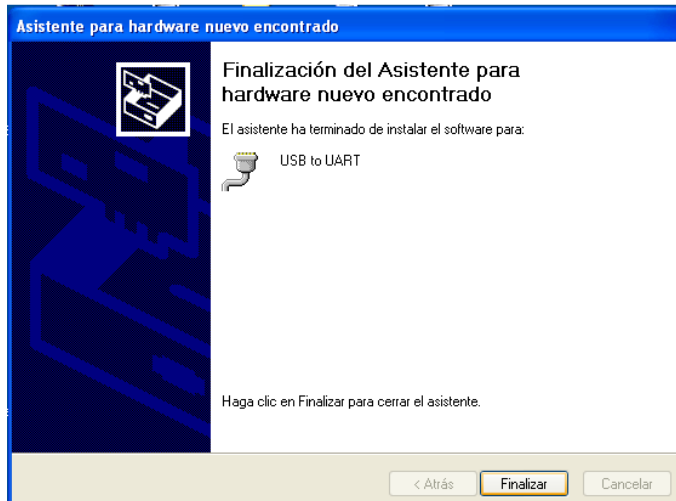 Asistente para hardware nuevo encontrado
Finalización del Asistente para
hardware nuevo encontrado
El asistente ha terminado de instalar el software para:
USB to UART
Haga clic en Finalizar para cerrar el asistente.
< Atrás
Finalizar
Cancelar